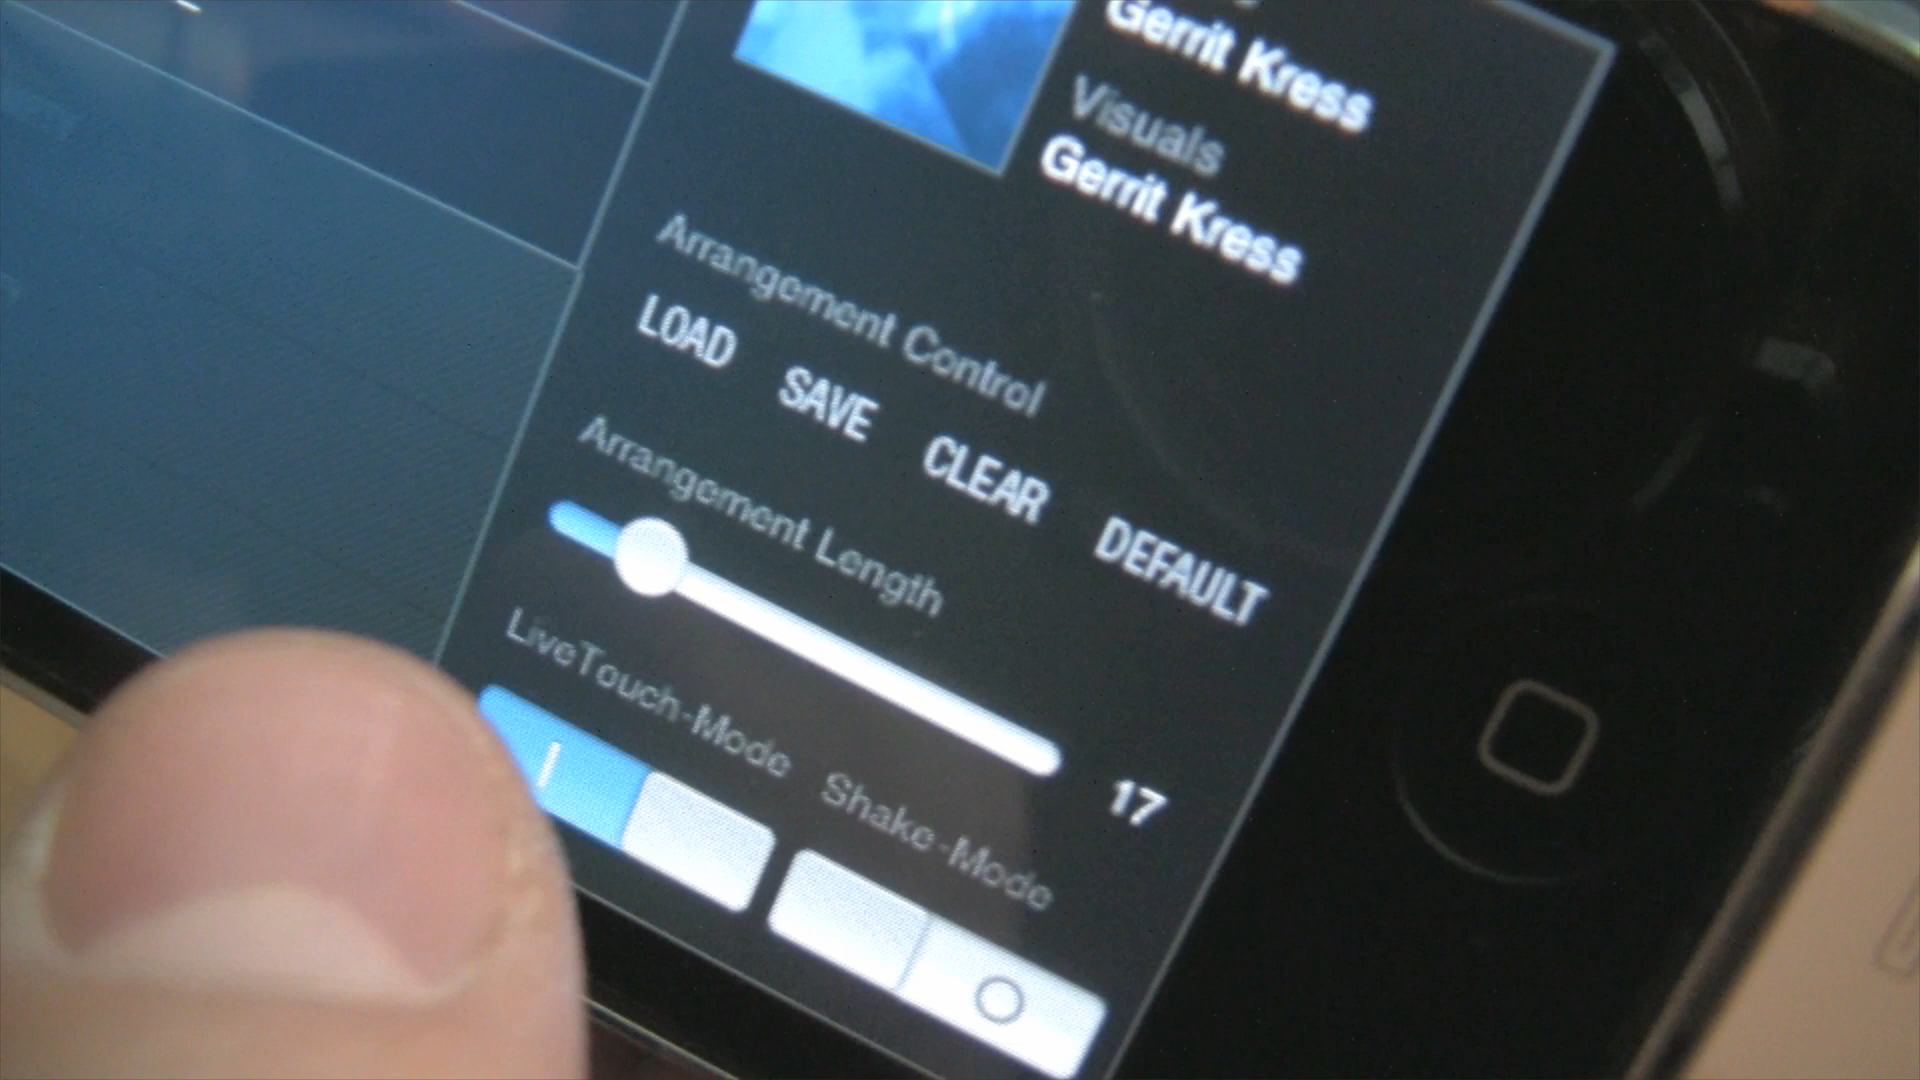 Gerrit Kress
Visuals
Gerrit Kress
Arrangement Control
LOAD SAVE CLEAR DEFAULT
Arrangement Length
17
LiveTouch-Mode Shake-Mode